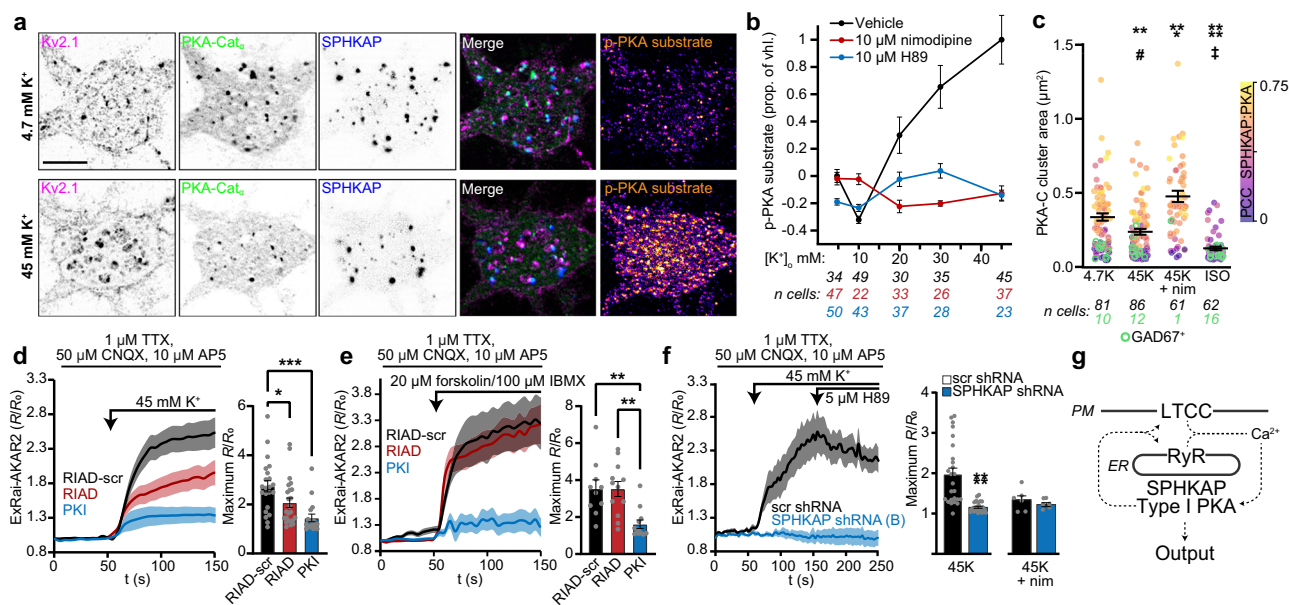 a
Kv2.1
PKA-Catα
SPHKAP
Merge
p-PKA substrate
4.7 mM K⁺
Kv2.1
PKA-Catα
SPHKAP
Merge
p-PKA substrate
45 mM K⁺
b
Vehicle
10 µM nimodipine
10 µM H89
p-PKA substrate (prop. of vhl.)
1
0.8
0.6
0.4
0.2
0
-0.2
-0.4
[K⁺]ₒ mM:
10
20
30
40
n cells:
34 49 30 35 45
47 22 33 26 37
50 43 37 28 23
c
** ** **
* **
# ‡
PKA-C cluster area (µm²)
1.5
1.0
0.5
0.0
4.7K
45K
45K
+ nim
ISO
n cells:
81 86 61 62
10 12 1 16
GAD67⁺
PCC SPHKAP:PKA
0.75
0
d
1 µM TTX,
50 µM CNQX, 10 µM AP5
45 mM K⁺
ExRai-AKAR2 (R/R₀)
3.3
2.8
2.3
1.8
1.3
0.8
RIAD-scr
RIAD
PKI
0 50 100 150
t (s)
***
*
Maximum R/R₀
6
4
2
0
RIAD-scr
RIAD
PKI
e
1 µM TTX,
50 µM CNQX, 10 µM AP5
20 µM forskolin/100 µM IBMX
ExRai-AKAR2 (R/R₀)
3.8
3.3
2.8
2.3
1.8
1.3
0.8
RIAD-scr
RIAD
PKI
0 50 100 150
t (s)
**
**
Maximum R/R₀
8
6
4
2
0
RIAD-scr
RIAD
PKI
f
1 µM TTX,
50 µM CNQX, 10 µM AP5
45 mM K⁺
5 µM H89
ExRai-AKAR2 (R/R₀)
3.3
2.8
2.3
1.8
1.3
0.8
scr shRNA
SPHKAP shRNA (B)
0 50 100 150 200 250
t (s)
scr shRNA
SPHKAP shRNA
Maximum R/R₀
4
3
2
1
**
**
45K
45K
+ nim
g
PM
LTCC
Ca²⁺
ER
RyR
SPHKAP
Type I PKA
Output